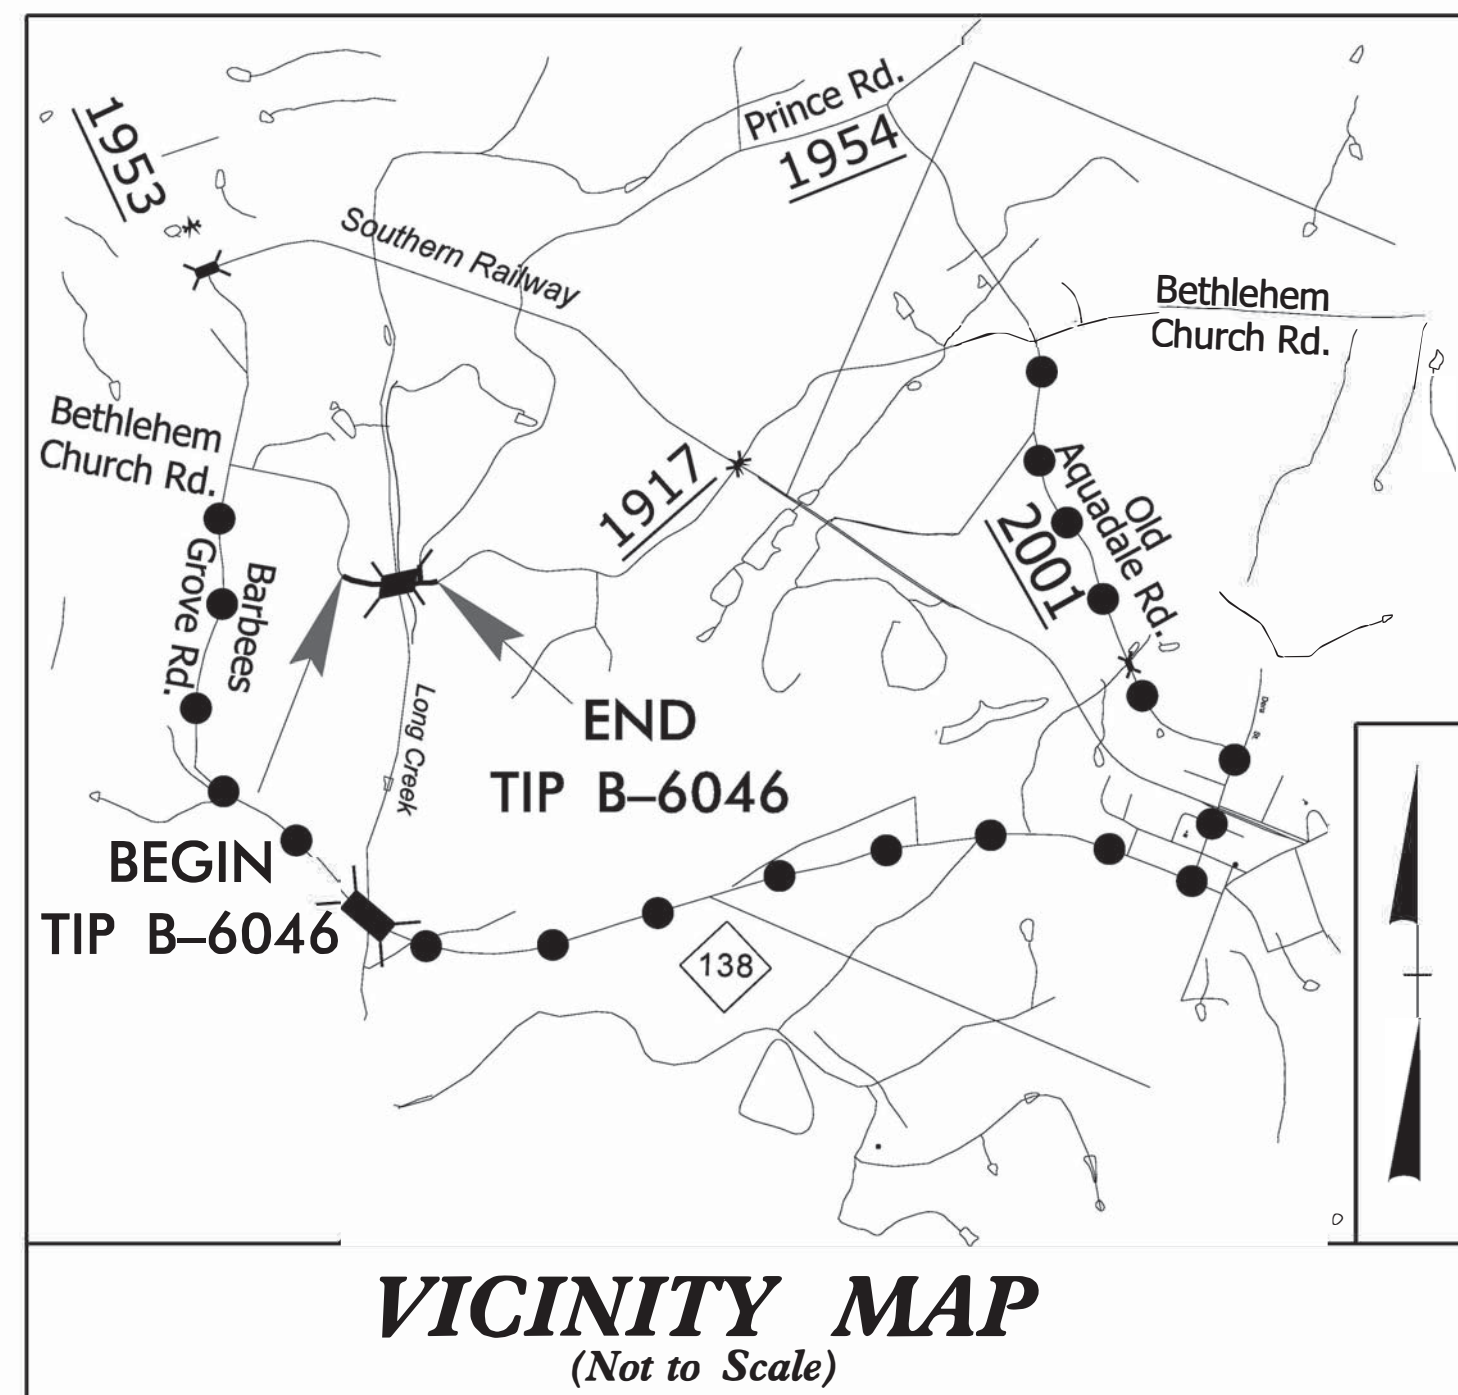 Prince Rd.
1954
1953
Southern Railway
Bethlehem
Church Rd.
Bethlehem
Church Rd.
1917
Old
Aquadale Rd.
2001
Barbees
Grove Rd.
Long Creek
END
TIP B-6046
BEGIN
TIP B-6046
138
VICINITY MAP
(Not to Scale)